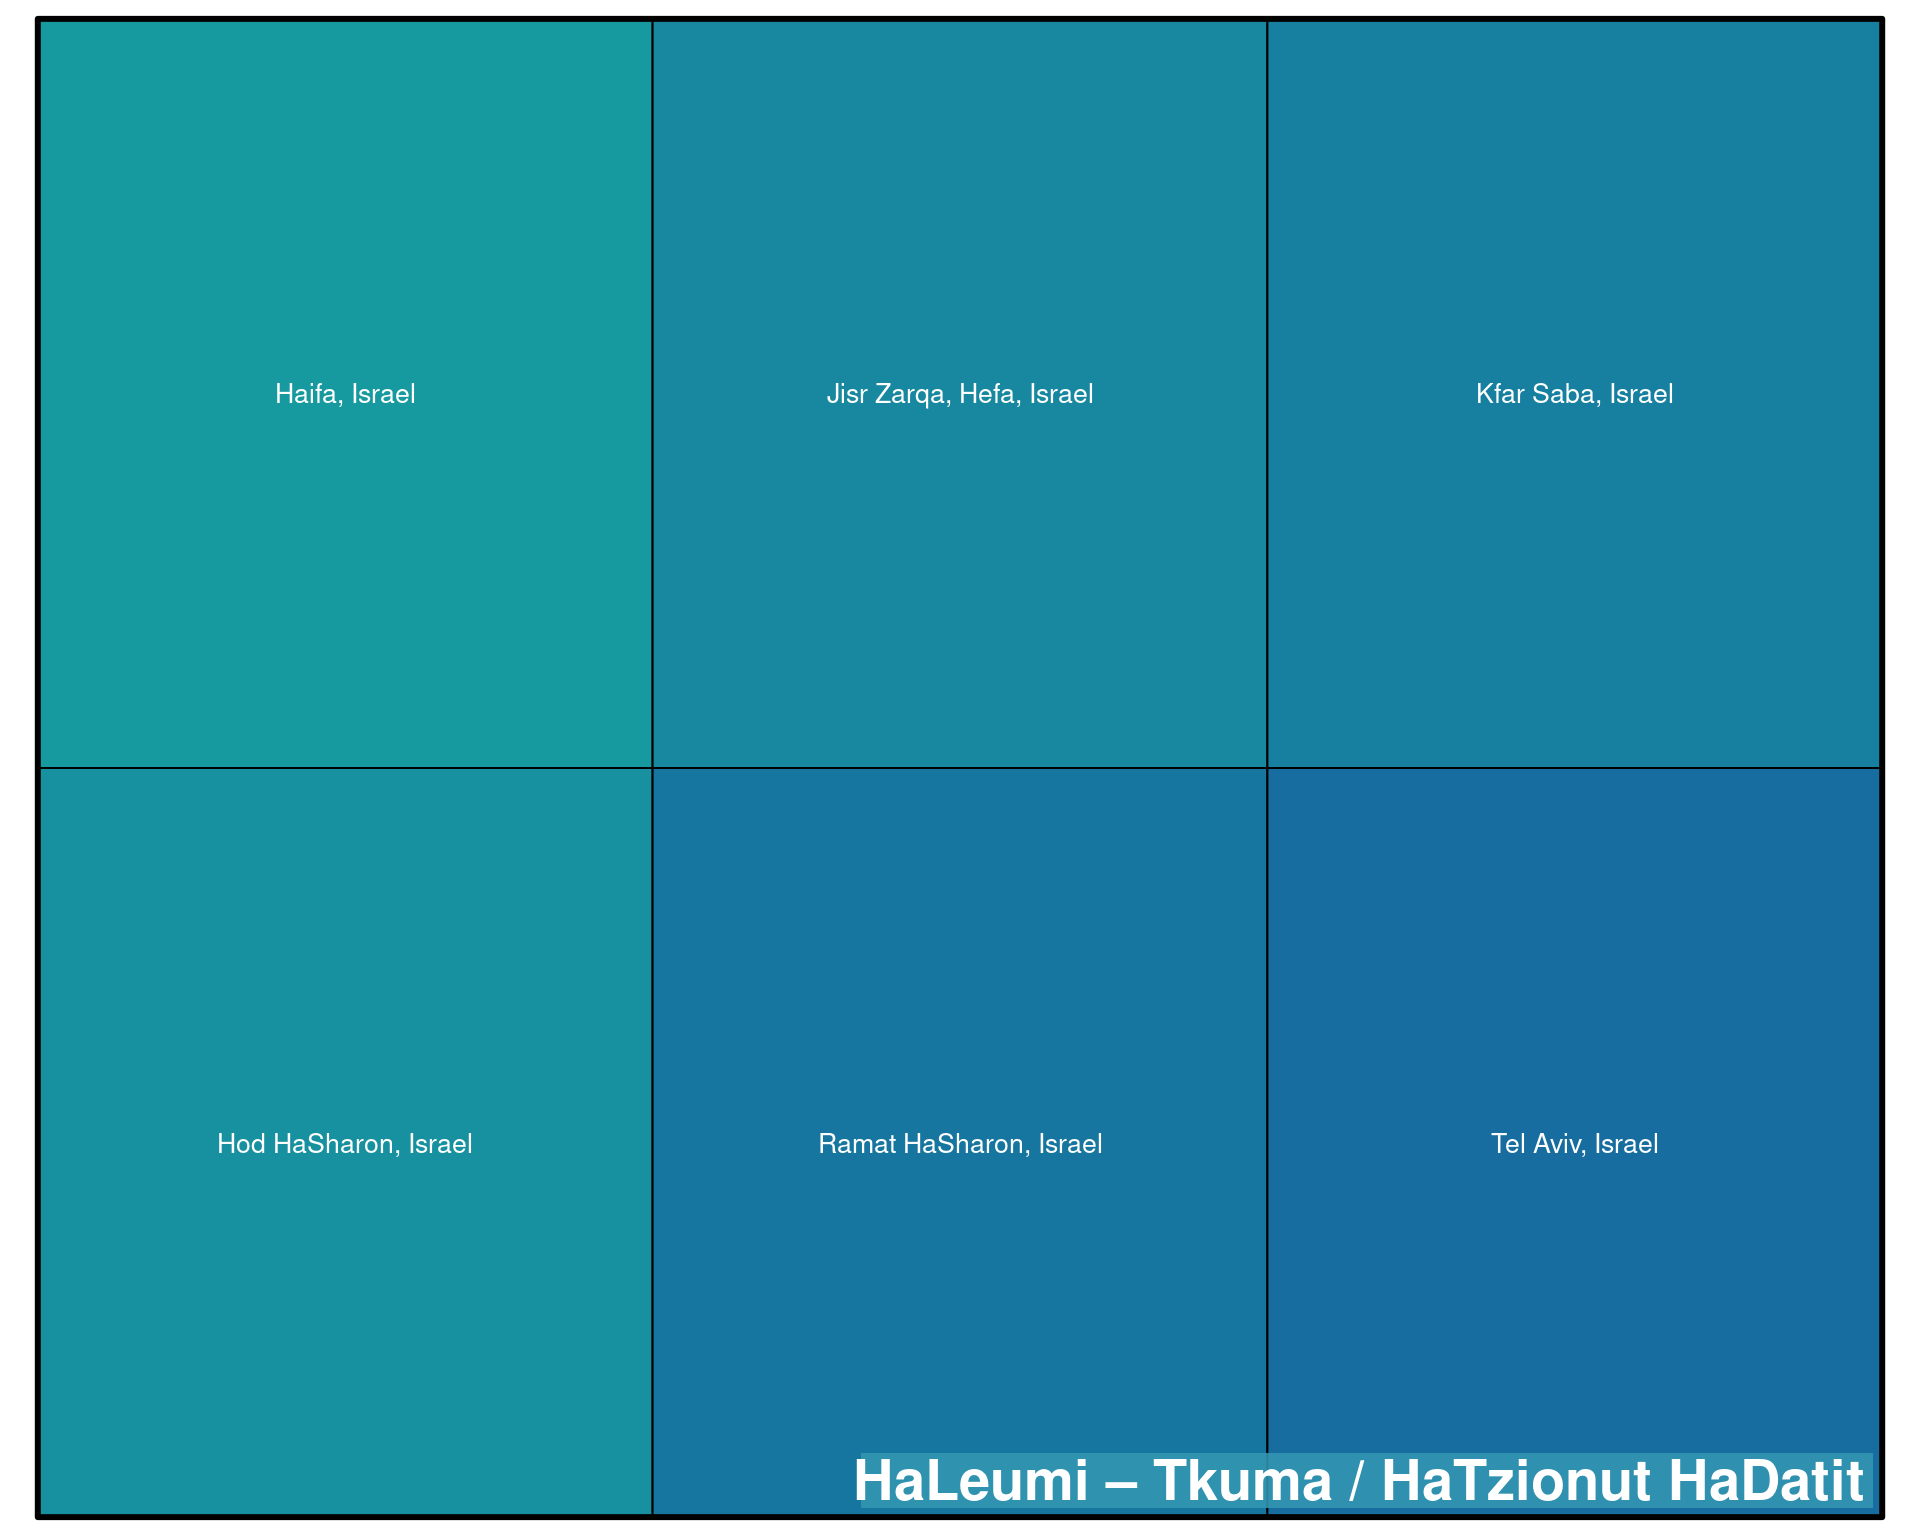 Haifa, Israel
Jisr Zarqa, Hefa, Israel
Kfar Saba, Israel
Hod HaSharon, Israel
Ramat HaSharon, Israel
Tel Aviv, Israel
HaLeumi – Tkuma / HaTzionut HaDatit